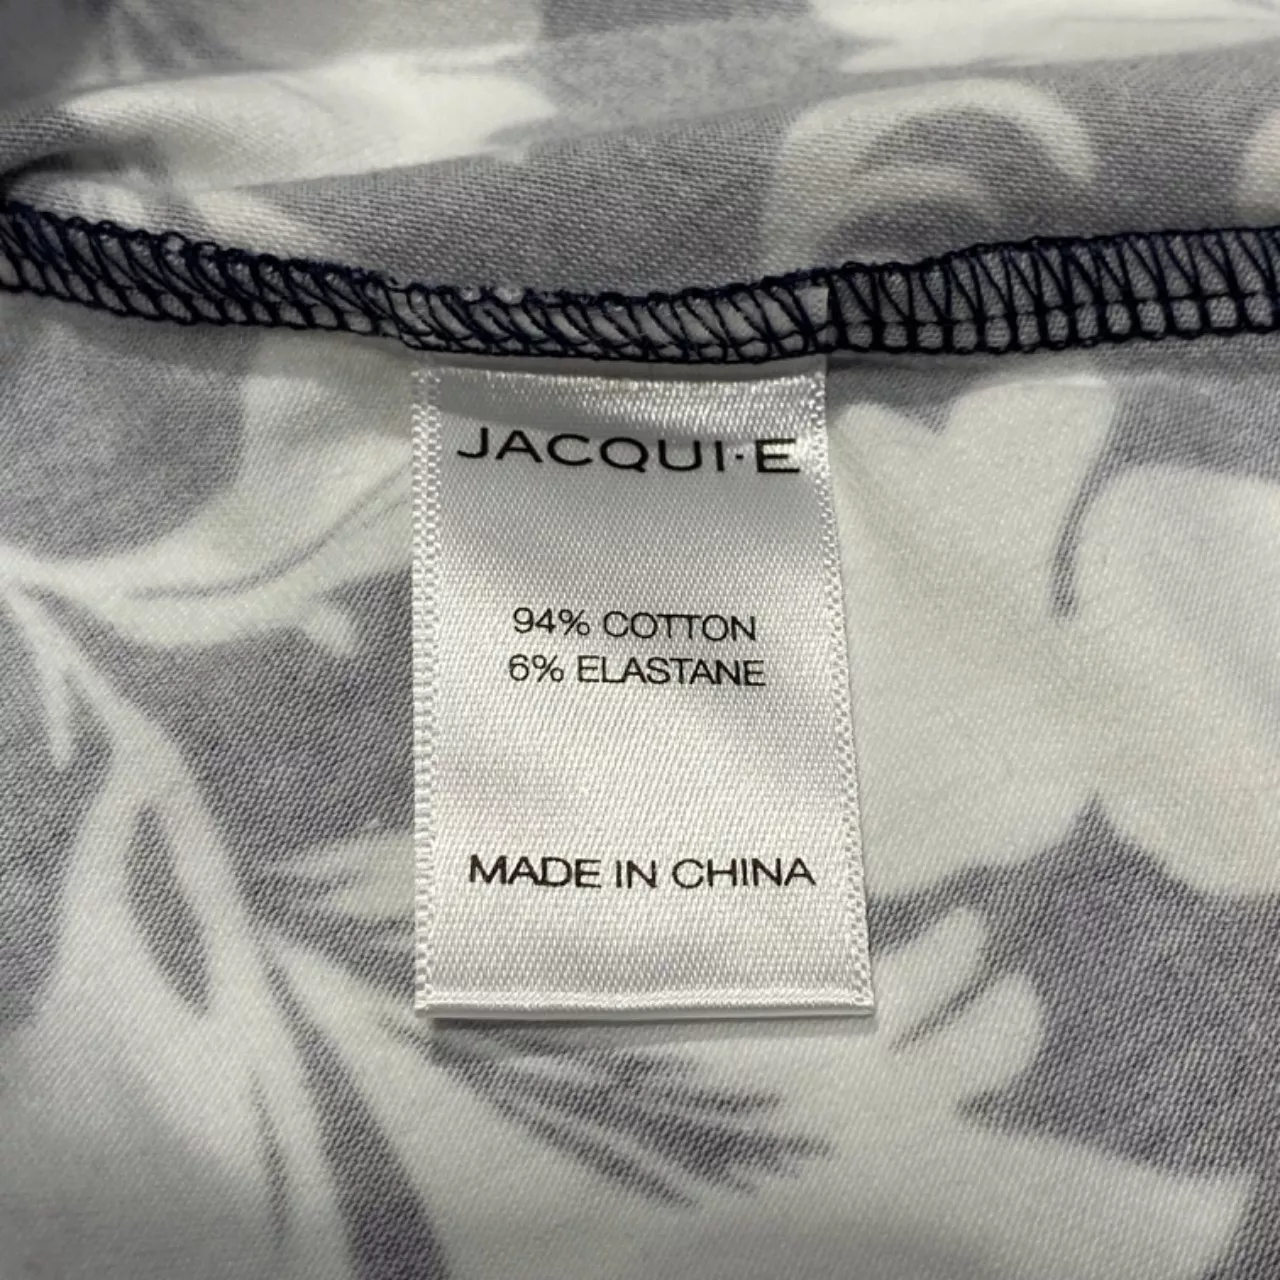 JACQUI·E
94% COTTON
6% ELASTANE
MADE IN CHINA